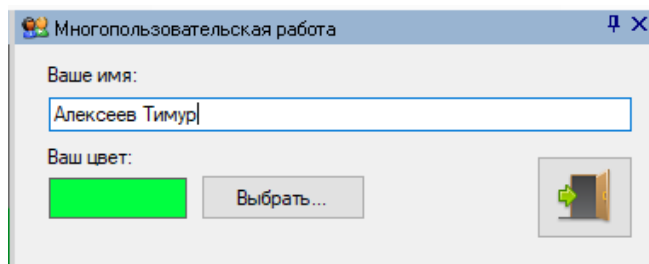 Многопользовательская работа
Ваше имя:
Алексеев Тимур
Ваш цвет:
Выбрать...